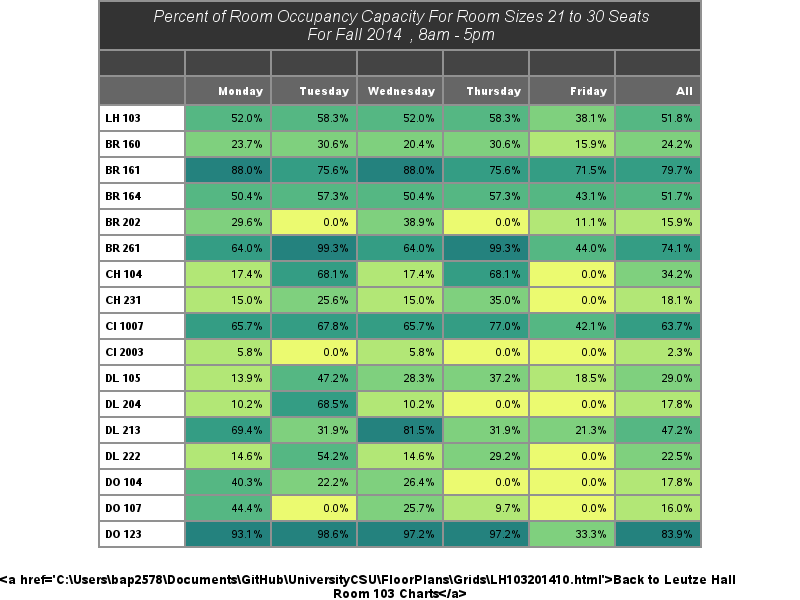 Percent of Room Occupancy Capacity For Room Sizes 21 to 30 Seats
For Fall 2014 , 8am - 5pm
Monday Tuesday Wednesday Thursday Friday All
LH 103 52.0% 58.3% 52.0% 58.3% 38.1% 51.8%
BR 160 23.7% 30.6% 20.4% 30.6% 15.9% 24.2%
BR 161 88.0% 75.6% 88.0% 75.6% 71.5% 79.7%
BR 164 50.4% 57.3% 50.4% 57.3% 43.1% 51.7%
BR 202 29.6% 0.0% 38.9% 0.0% 11.1% 15.9%
BR 261 64.0% 99.3% 64.0% 99.3% 44.0% 74.1%
CH 104 17.4% 68.1% 17.4% 68.1% 0.0% 34.2%
CH 231 15.0% 25.6% 15.0% 35.0% 0.0% 18.1%
CI 1007 65.7% 67.8% 65.7% 77.0% 42.1% 63.7%
CI 2003 5.8% 0.0% 5.8% 0.0% 0.0% 2.3%
DL 105 13.9% 47.2% 28.3% 37.2% 18.5% 29.0%
DL 204 10.2% 68.5% 10.2% 0.0% 0.0% 17.8%
DL 213 69.4% 31.9% 81.5% 31.9% 21.3% 47.2%
DL 222 14.6% 54.2% 14.6% 29.2% 0.0% 22.5%
DO 104 40.3% 22.2% 26.4% 0.0% 0.0% 17.8%
DO 107 44.4% 0.0% 25.7% 9.7% 0.0% 16.0%
DO 123 93.1% 98.6% 97.2% 97.2% 33.3% 83.9%
<a href='C:\Users\bap2578\Documents\GitHub\UniversityCSU\FloorPlans\Grids\LH103201410.html'>Back to Leutze Hall
Room 103 Charts</a>